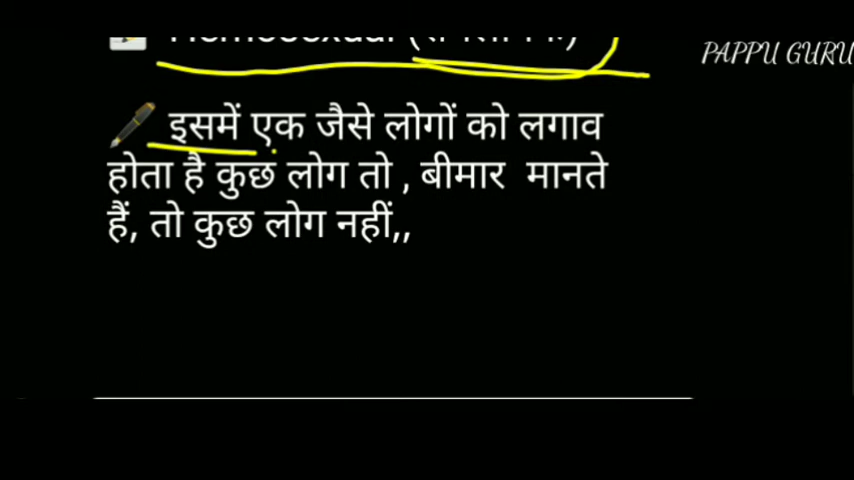 PAPPU GURU
इसमें एक जैसे लोगों को लगाव
होता है कुछ लोग तो , बीमार मानते
हैं, तो कुछ लोग नहीं,,